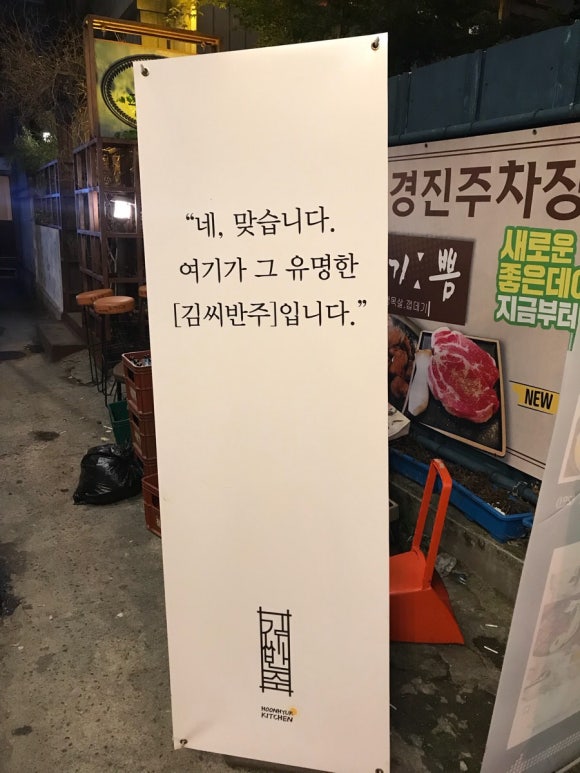 “네, 맞습니다.
여기가 그 유명한
[김씨반주]입니다.”
김씨반주
HOONHYUK
KITCHEN
경진주차장
새로운
좋은데이
지금부터
NEW